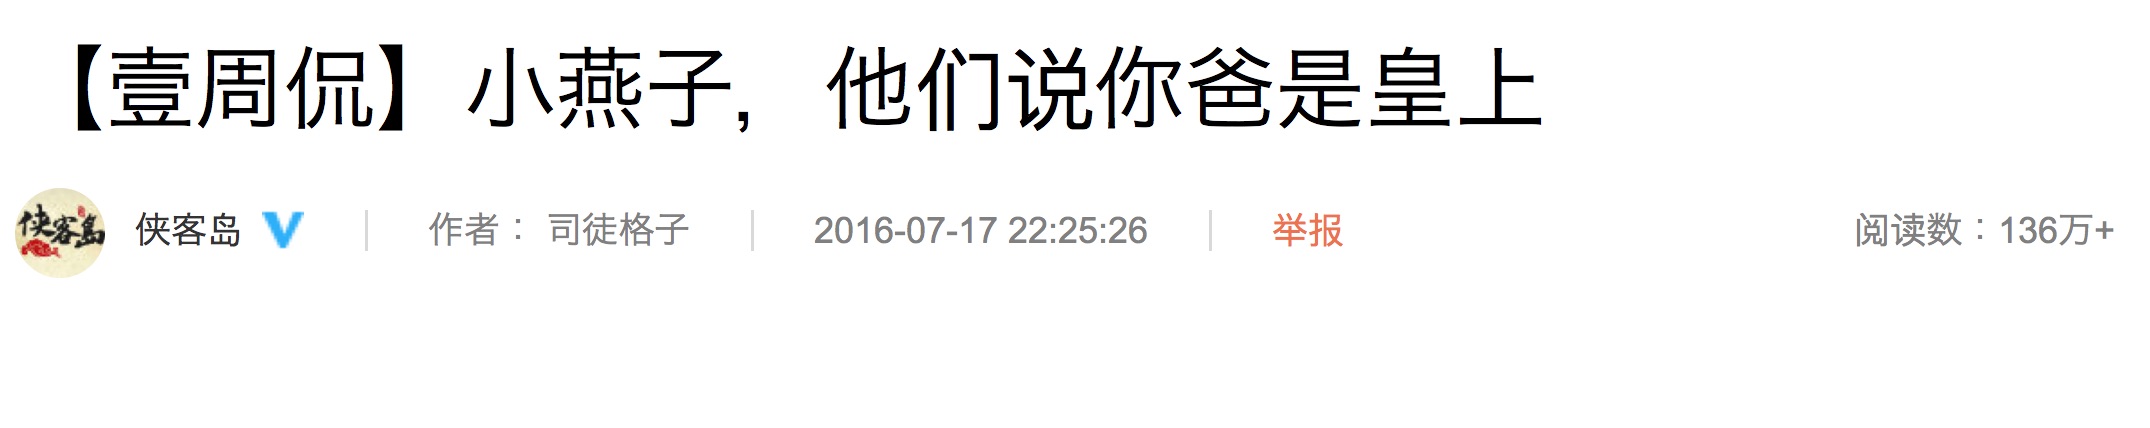 【壹周侃】小燕子，他们说你爸是皇上
侠客岛 侠客岛 作者： 司徒格子 2016-07-17 22:25:26 举报 阅读数：136万+